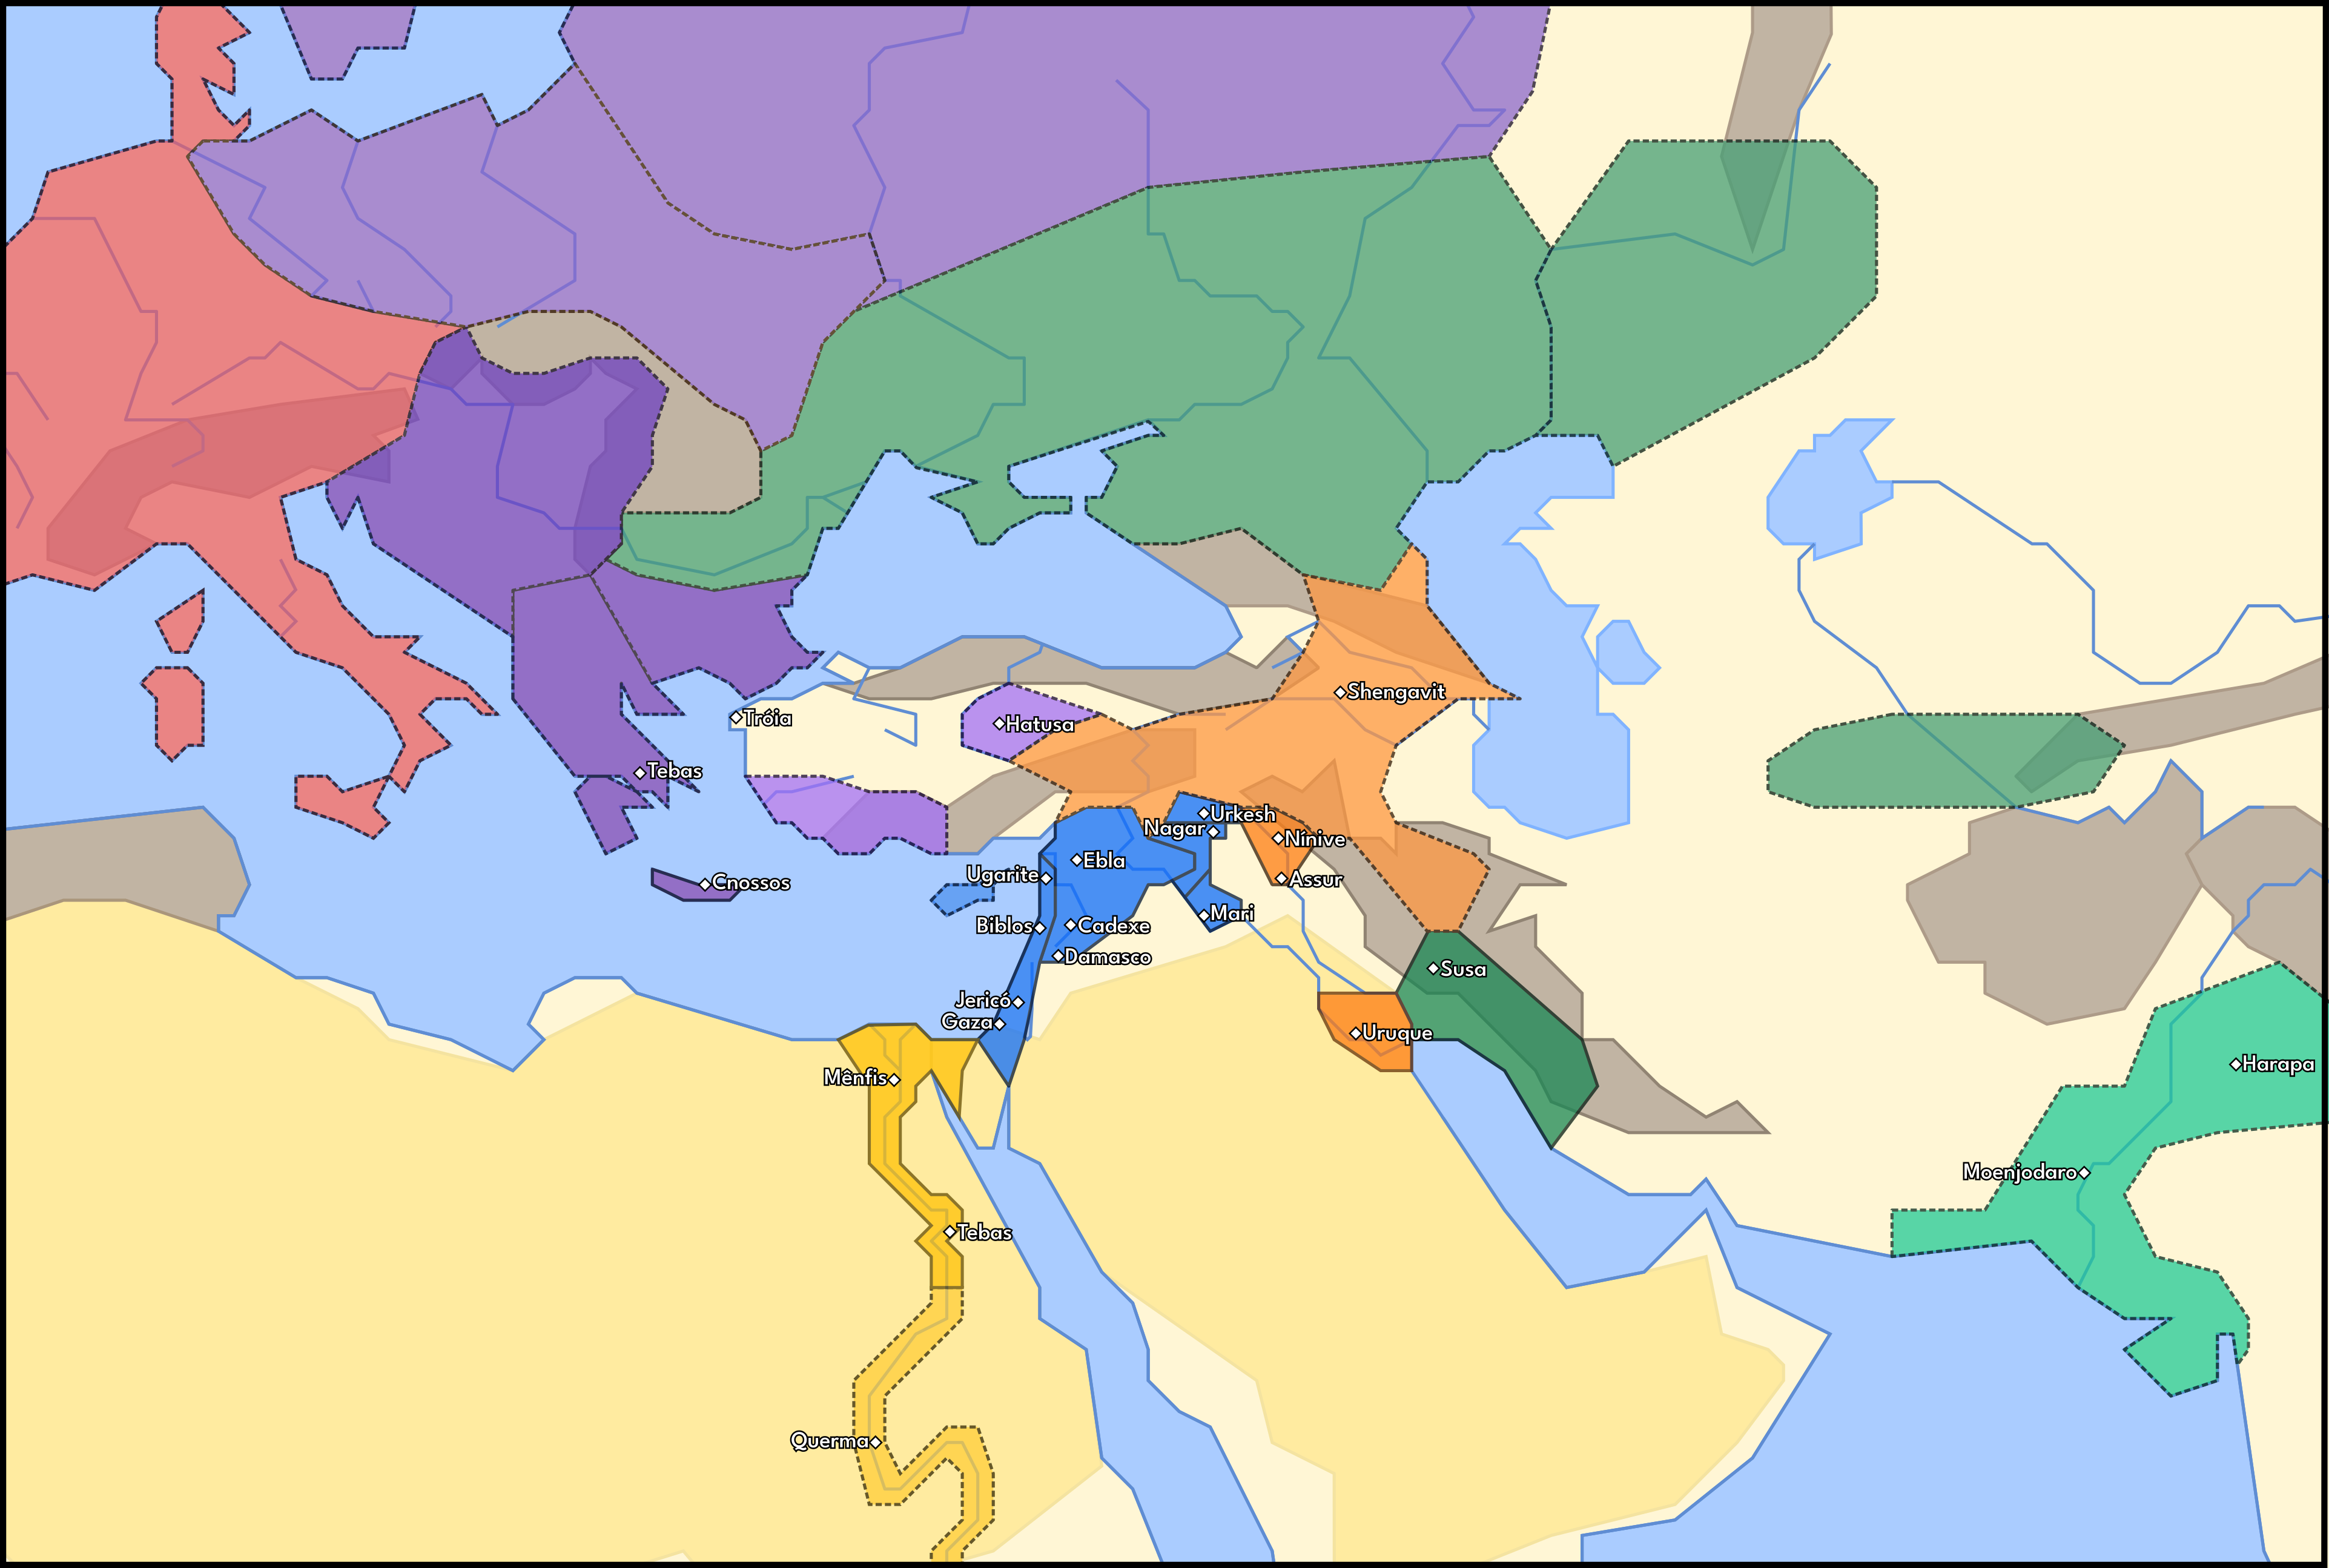 Shengavit
Tróia
Hatusa
Tebas
Urkesh
Nagar
Nínive
Ebla
Ugarite
Assur
Cnossos
Mari
Biblos
Cadexe
Damasco
Susa
Jericó
Gaza
Uruque
Harapa
Mênfis
Moenjodaro
Tebas
Querma